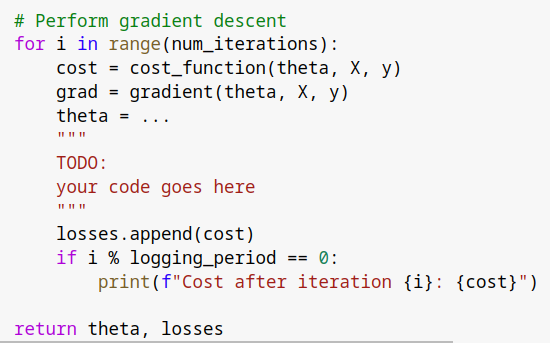 # Perform gradient descent
for i in range(num_iterations):
    cost = cost_function(theta, X, y)
    grad = gradient(theta, X, y)
    theta = ...
    """
    TODO:
    your code goes here
    """
    losses.append(cost)
    if i % logging_period == 0:
        print(f"Cost after iteration {i}: {cost}")

return theta, losses